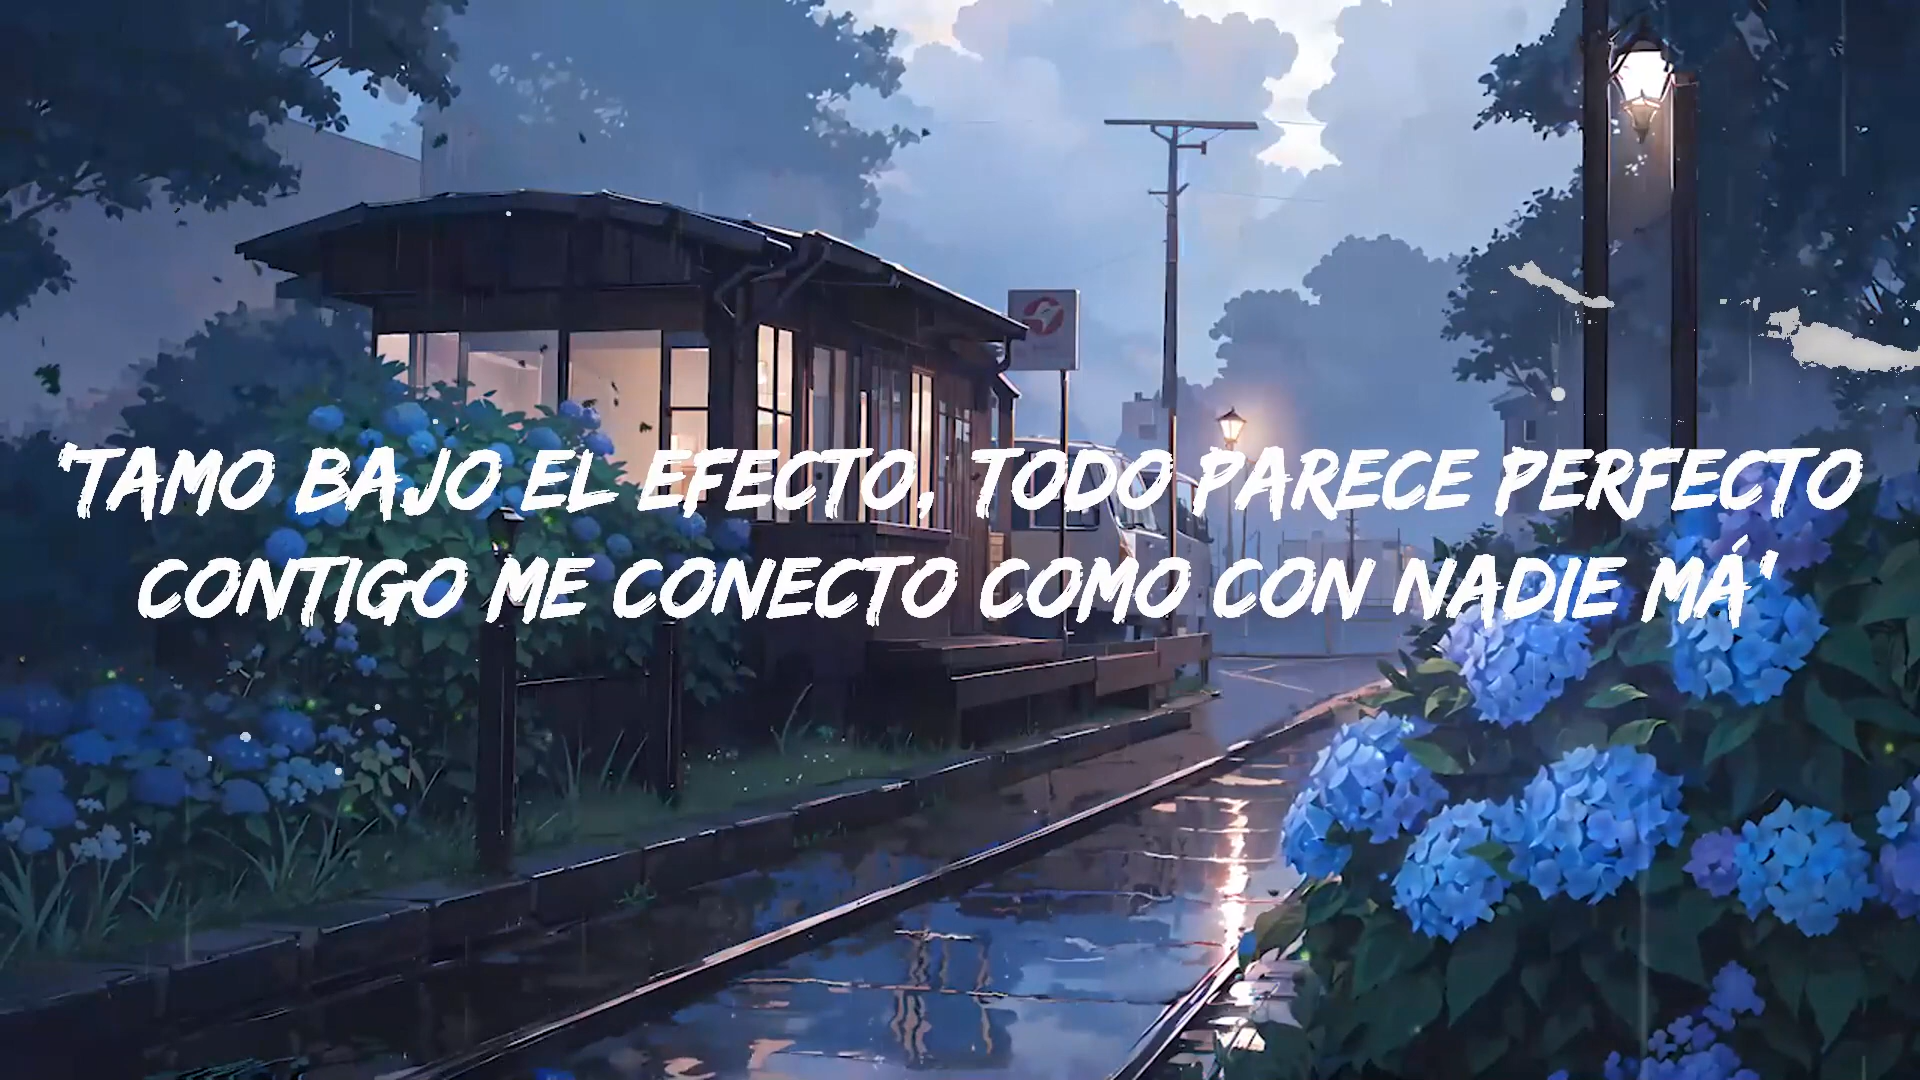 'TAMO BAJO EL EFECTO, TODO PARECE PERFECTO
CONTIGO ME CONECTO COMO CON NADIE MÁ'